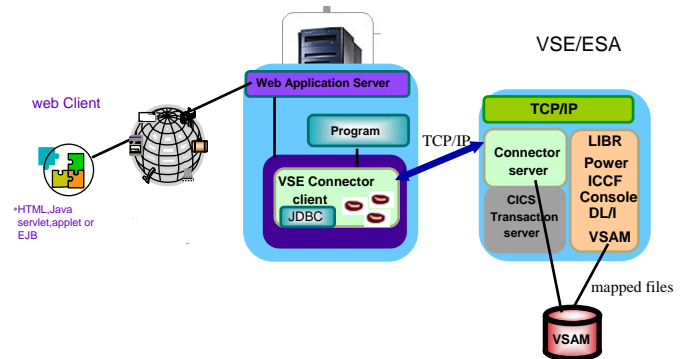 VSE/ESA
Web Application Server
web Client
TCP/IP
Program
TCP/IP
LIBR
Connector
server
Power
ICCF
Console
DL/I
VSAM
VSE Connector
client
JDBC
CICS
Transaction
server
*HTML,Java
servlet,applet or
EJB
mapped files
VSAM